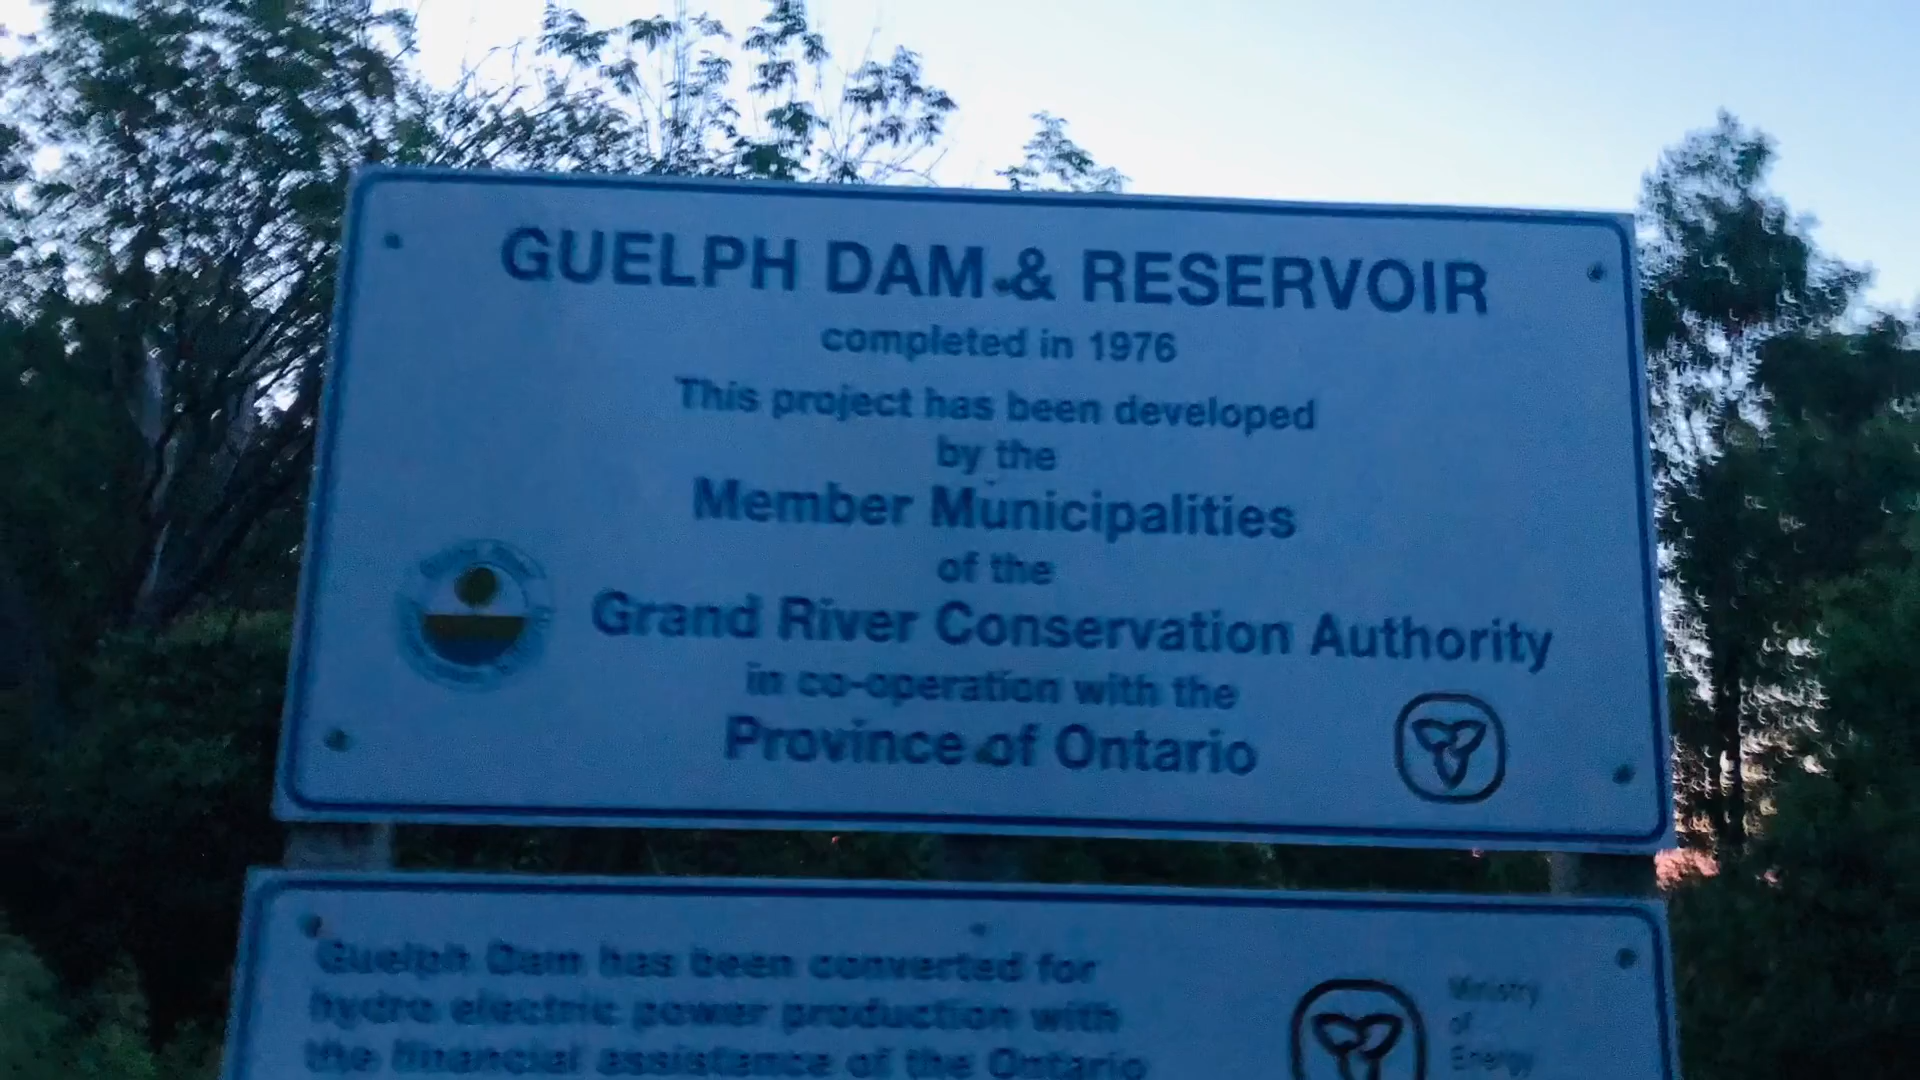 GUELPH DAM & RESERVOIR
completed in 1976
This project has been developed
by the
Member Municipalities
of the
Grand River Conservation Authority
in co-operation with the
Province of Ontario
Guelph Dam has been converted for
hydro electric power production with
the financial assistance of the Ontario
Ministry
of
Energy